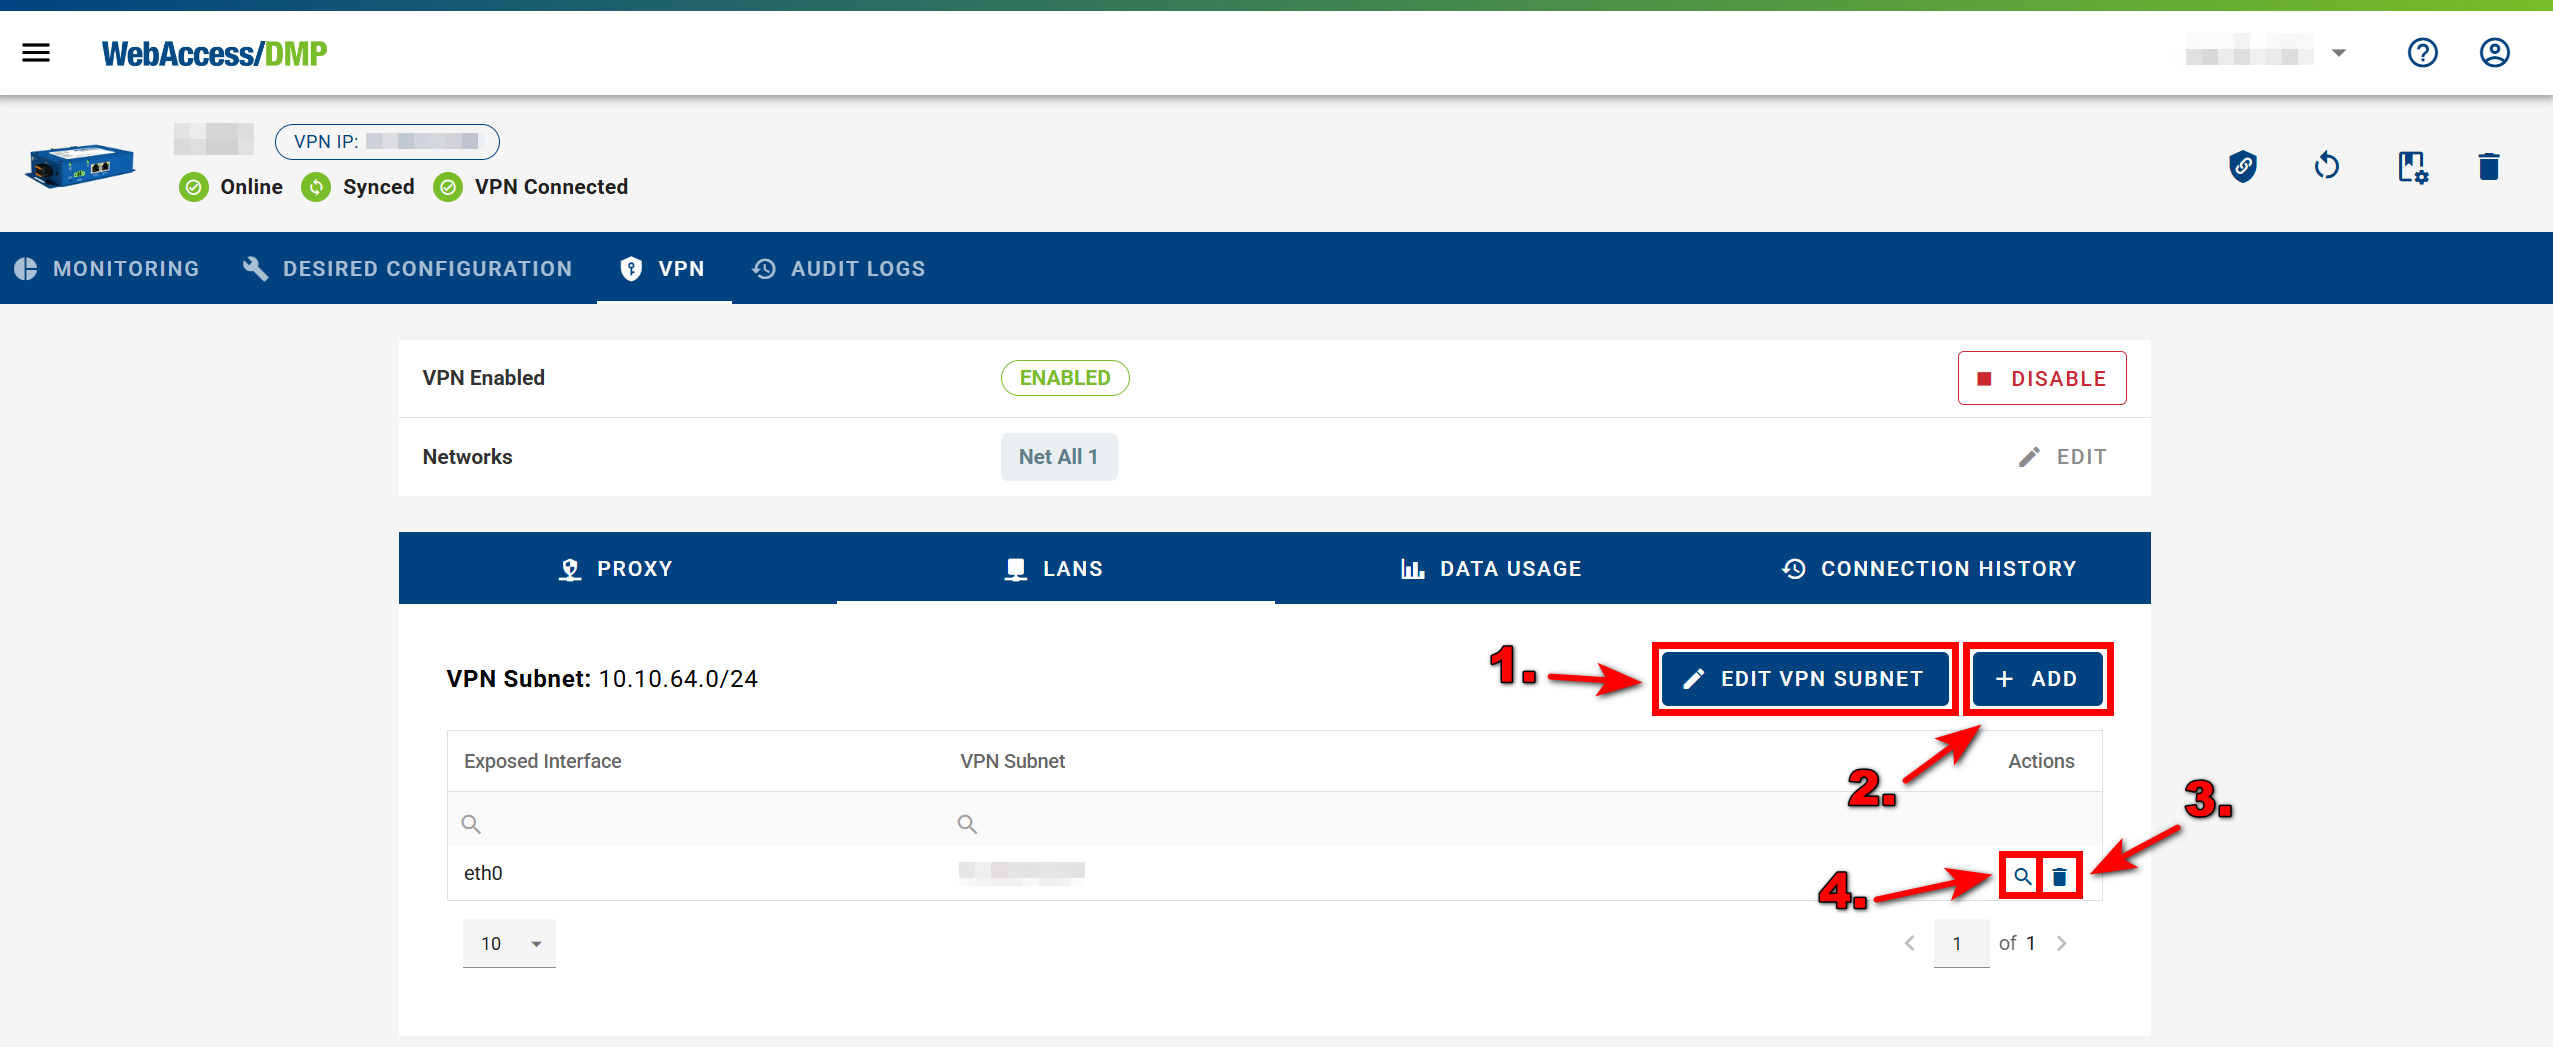 WebAccess/DMP
VPN IP:
Online Synced VPN Connected
MONITORING DESIRED CONFIGURATION VPN AUDIT LOGS
VPN Enabled ENABLED DISABLE
Networks Net All 1 EDIT
PROXY LANS DATA USAGE CONNECTION HISTORY
VPN Subnet: 10.10.64.0/24 1. EDIT VPN SUBNET + ADD
Exposed Interface VPN Subnet Actions
2. 3.
eth0
4.
10 1 of 1